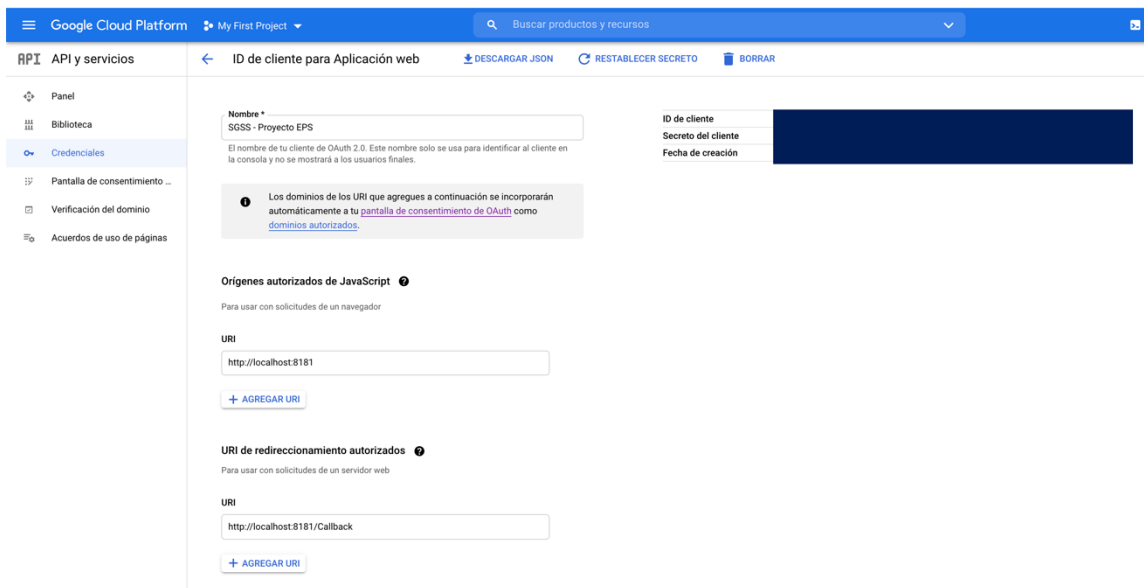 Google Cloud Platform
My First Project
Buscar productos y recursos
API API y servicios
ID de cliente para Aplicación web
DESCARGAR JSON
RESTABLECER SECRETO
BORRAR
Panel
Biblioteca
Credenciales
Pantalla de consentimiento ...
Verificación del dominio
Acuerdos de uso de páginas
Nombre *
SGSS - Proyecto EPS
El nombre de tu cliente de OAuth 2.0. Este nombre solo se usa para identificar al cliente en
la consola y no se mostrará a los usuarios finales.
Los dominios de los URI que agregues a continuación se incorporarán
automáticamente a tu pantalla de consentimiento de OAuth como
dominios autorizados.
Orígenes autorizados de JavaScript
Para usar con solicitudes de un navegador
URI
http://localhost:8181
+ AGREGAR URI
URI de redireccionamiento autorizados
Para usar con solicitudes de un servidor web
URI
http://localhost:8181/Callback
+ AGREGAR URI
ID de cliente
Secreto del cliente
Fecha de creación